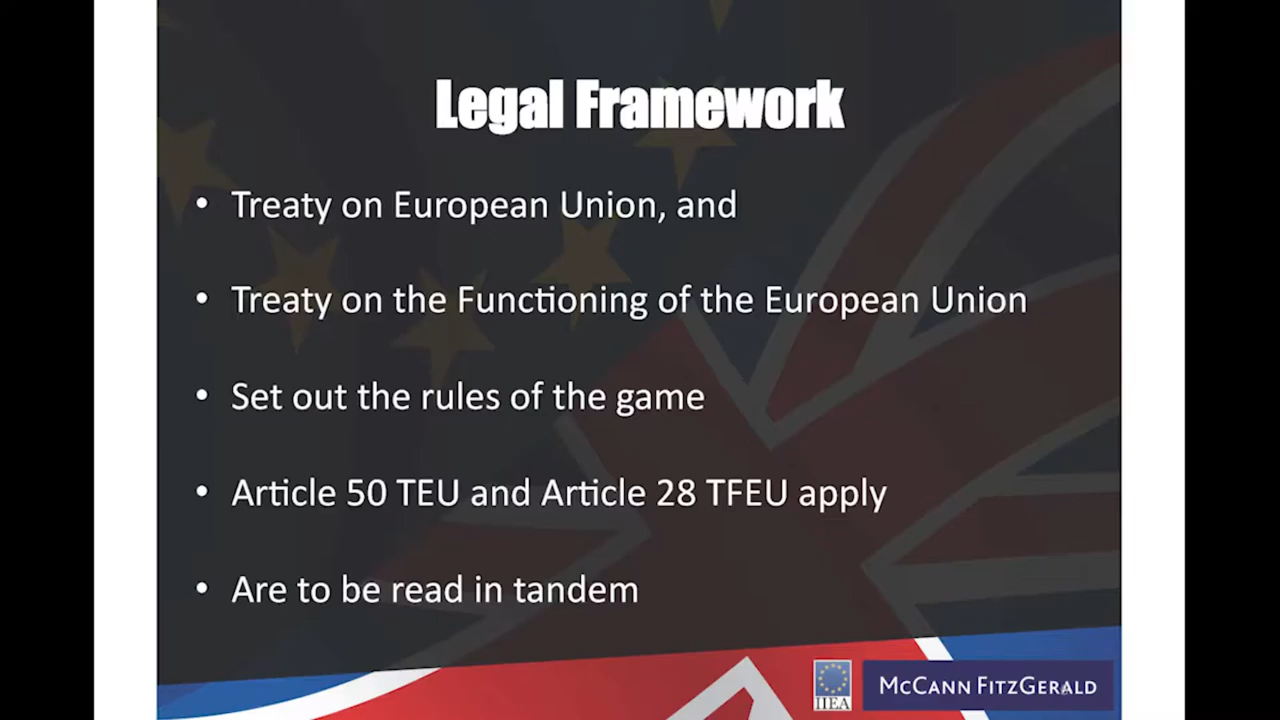 Legal Framework
• Treaty on European Union, and
• Treaty on the Functioning of the European Union
• Set out the rules of the game
• Article 50 TEU and Article 28 TFEU apply
• Are to be read in tandem
IIEA
McCANN FITZGERALD